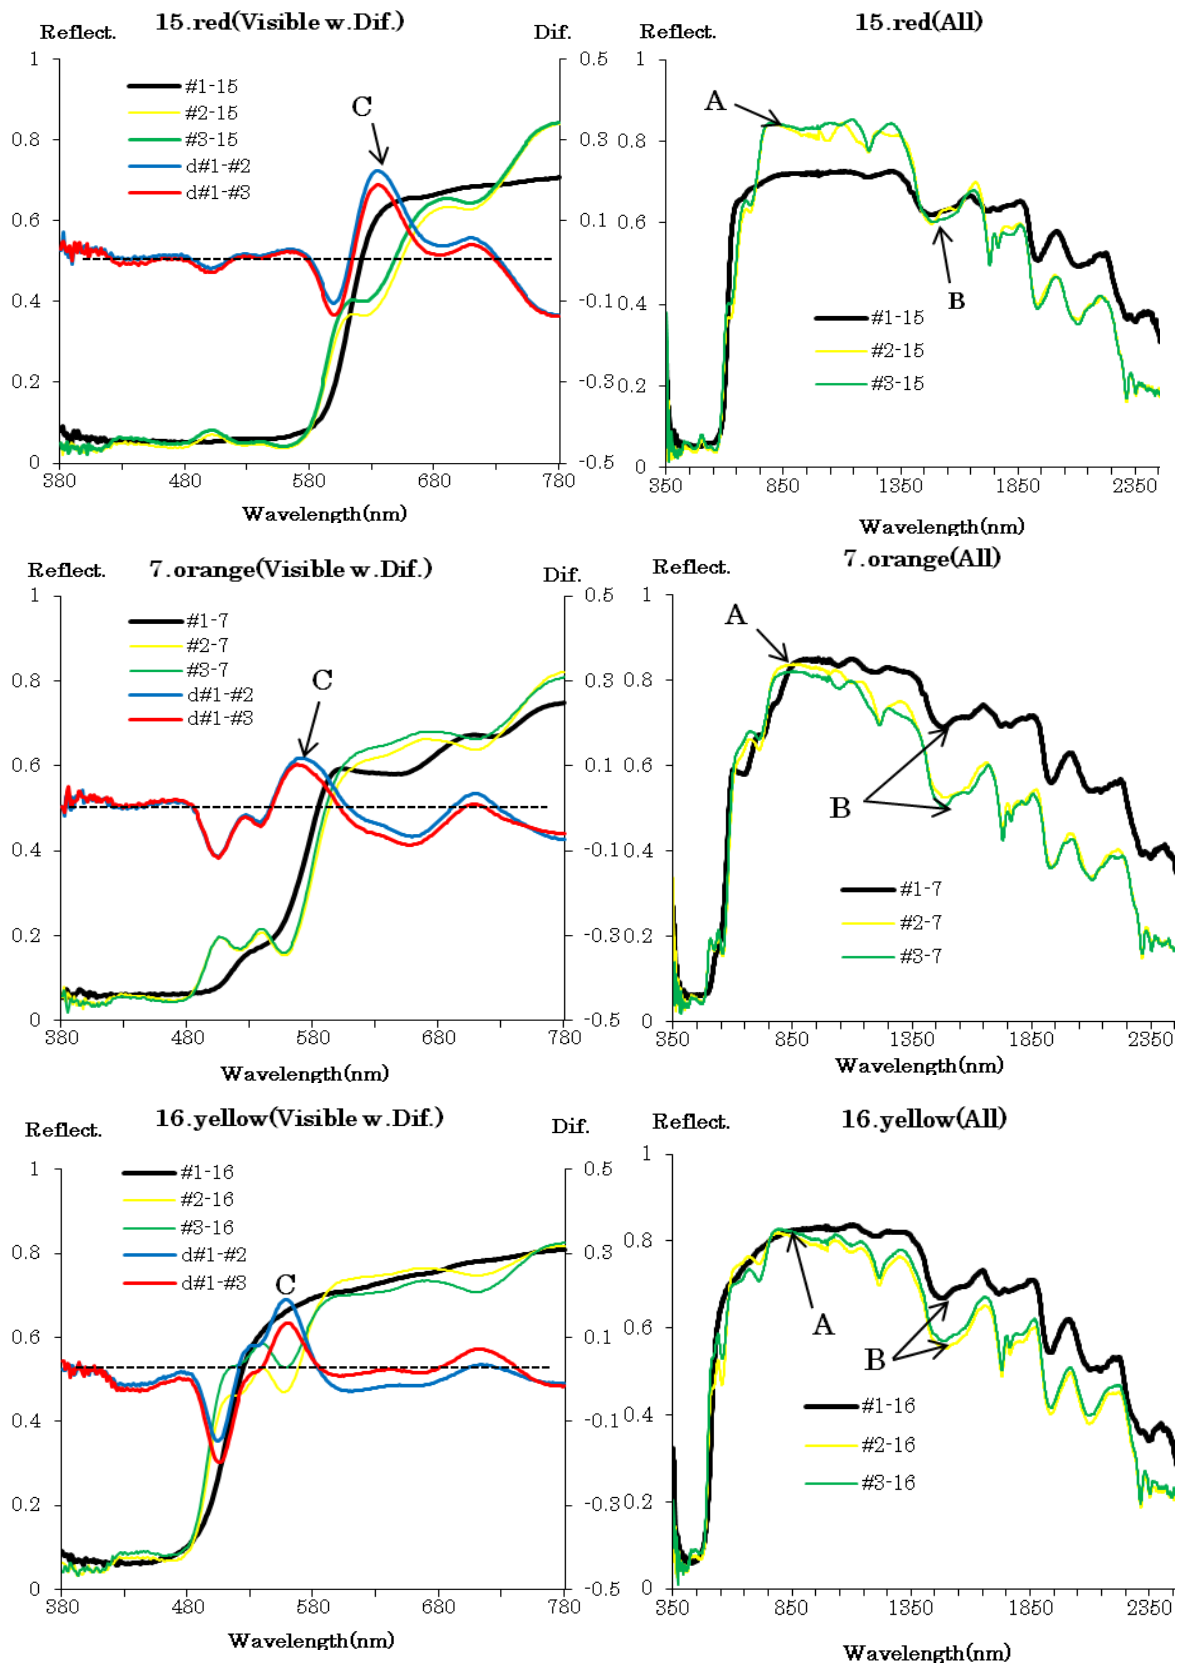 15.red(Visible w.Dif.)
Reflect.
Dif.
1
0.8
0.6
0.4
0.2
0
0.5
0.3
0.1
-0.1
-0.3
-0.5
#1-15
#2-15
#3-15
d#1-#2
d#1-#3
C
380
480
580
680
780
Wavelength(nm)
15.red(All)
Reflect.
1
0.8
0.6
0.4
0.2
0
A
B
#1-15
#2-15
#3-15
350
850
1350
1850
2350
Wavelength(nm)
7.orange(Visible w.Dif.)
Reflect.
Dif.
1
0.8
0.6
0.4
0.2
0
0.5
0.3
0.1
-0.1
-0.3
-0.5
#1-7
#2-7
#3-7
d#1-#2
d#1-#3
C
380
480
580
680
780
Wavelength(nm)
7.orange(All)
Reflect.
1
0.8
0.6
0.4
0.2
0
A
B
#1-7
#2-7
#3-7
350
850
1350
1850
2350
Wavelength(nm)
16.yellow(Visible w.Dif.)
Reflect.
Dif.
1
0.8
0.6
0.4
0.2
0
0.5
0.3
0.1
-0.1
-0.3
-0.5
#1-16
#2-16
#3-16
d#1-#2
d#1-#3
C
380
480
580
680
780
Wavelength(nm)
16.yellow(All)
Reflect.
1
0.8
0.6
0.4
0.2
0
A
B
#1-16
#2-16
#3-16
350
850
1350
1850
2350
Wavelength(nm)